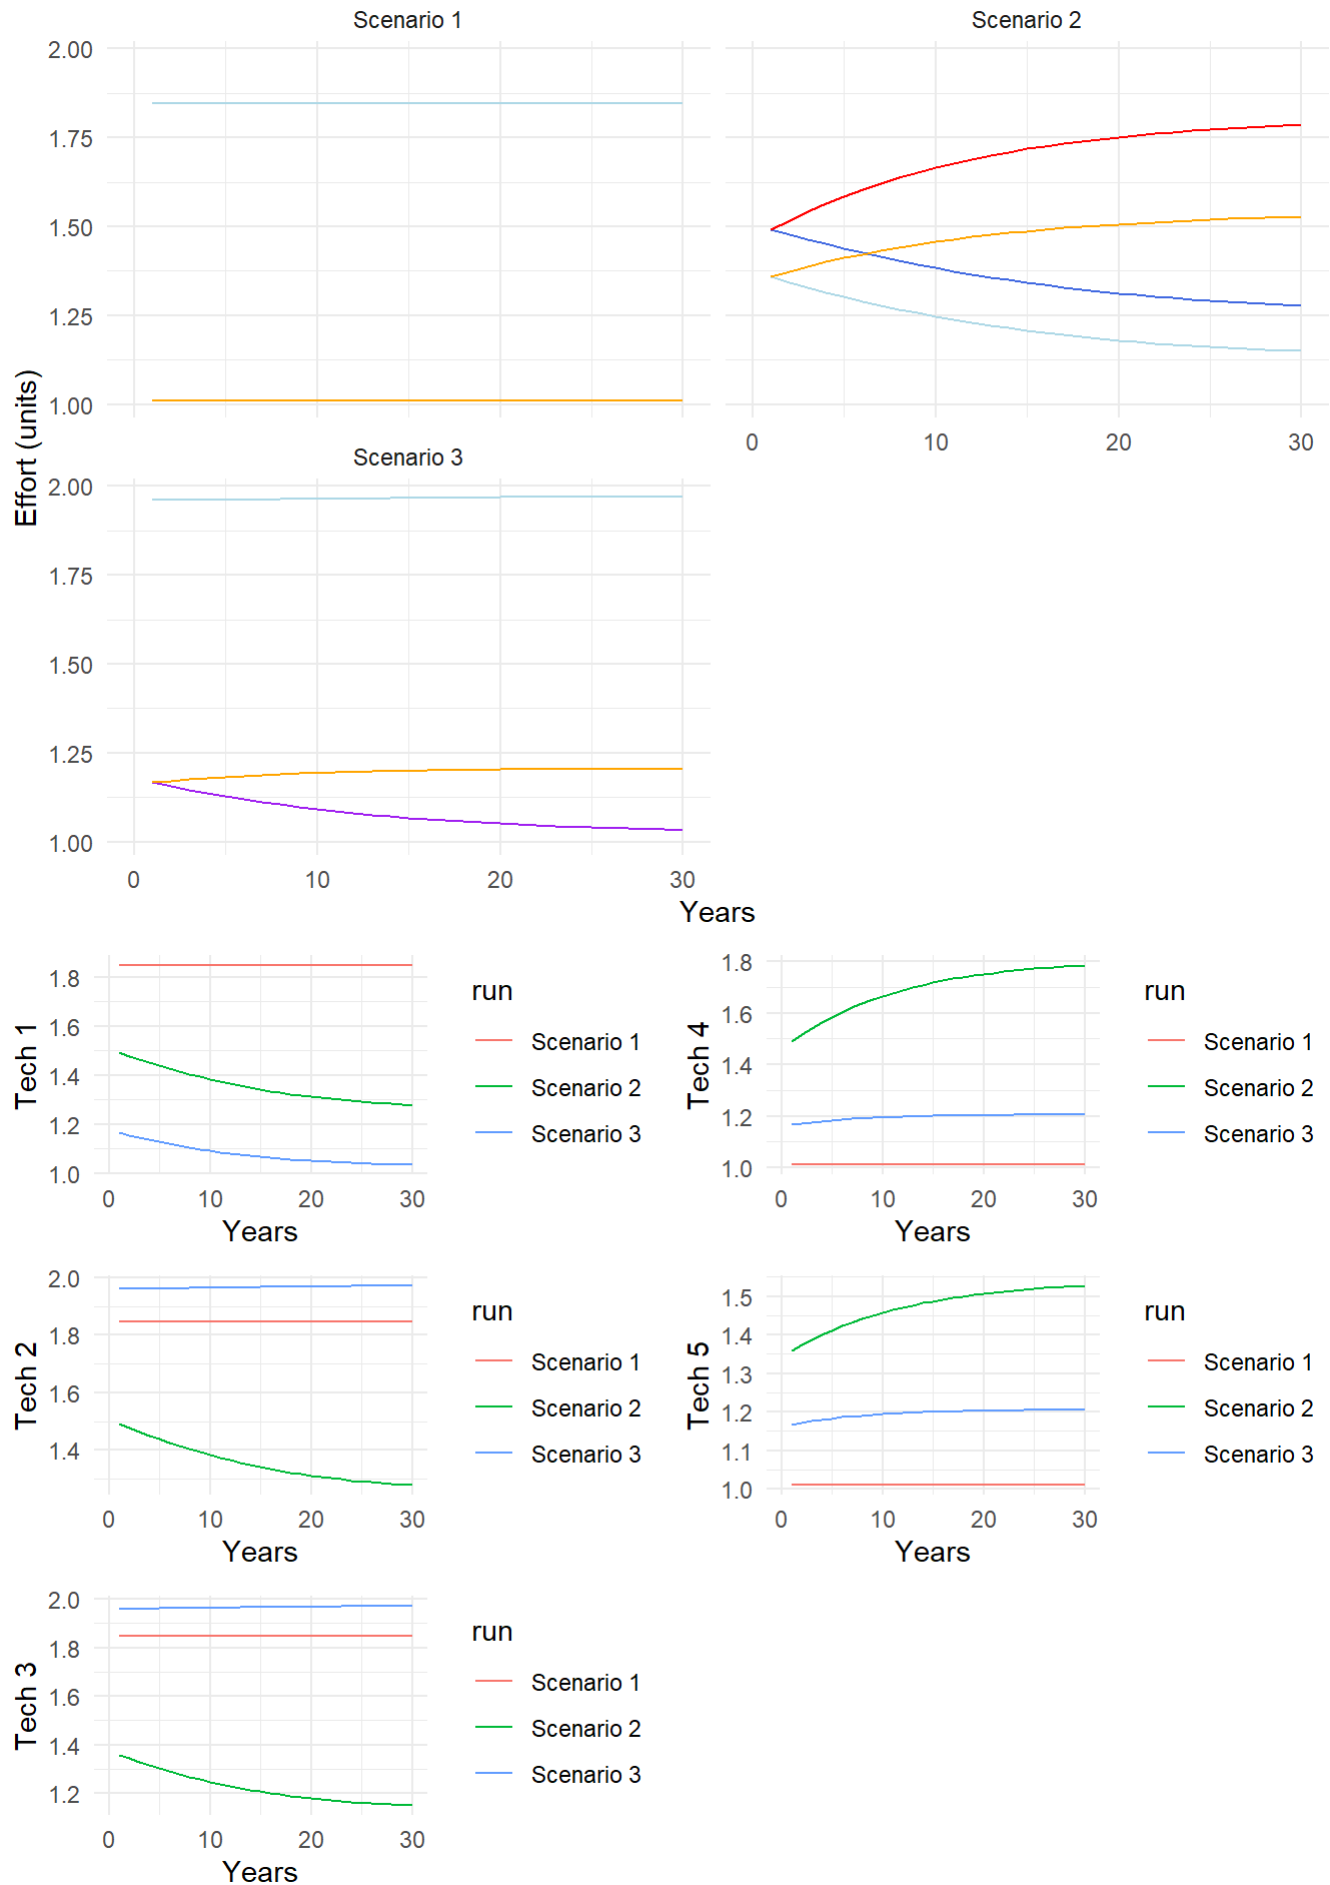 Scenario 1
Scenario 2
2.00
1.75
1.50
1.25
1.00
0 10 20 30
Effort (units)
Scenario 3
2.00
1.75
1.50
1.25
1.00
0 10 20 30
Years
Tech 1
1.8
1.6
1.4
1.2
1.0
0 10 20 30
Years
run
Scenario 1
Scenario 2
Scenario 3
Tech 4
1.8
1.6
1.4
1.2
1.0
0 10 20 30
Years
run
Scenario 1
Scenario 2
Scenario 3
Tech 2
2.0
1.8
1.6
1.4
0 10 20 30
Years
run
Scenario 1
Scenario 2
Scenario 3
Tech 5
1.5
1.4
1.3
1.2
1.1
1.0
0 10 20 30
Years
run
Scenario 1
Scenario 2
Scenario 3
Tech 3
2.0
1.8
1.6
1.4
1.2
0 10 20 30
Years
run
Scenario 1
Scenario 2
Scenario 3